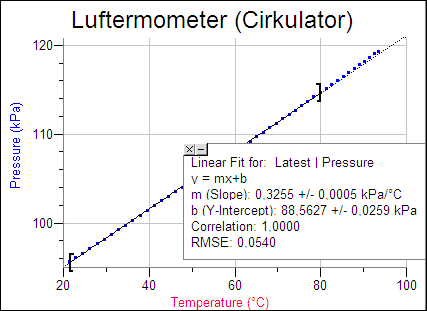 Luftermometer (Cirkulator)
120
110
100
Pressure (kPa)
Linear Fit for: Latest | Pressure
y = mx+b
m (Slope): 0,3255 +/- 0,0005 kPa/°C
b (Y-Intercept): 88,5627 +/- 0,0259 kPa
Correlation: 1,0000
RMSE: 0,0540
20 40 60 80 100
Temperature (°C)